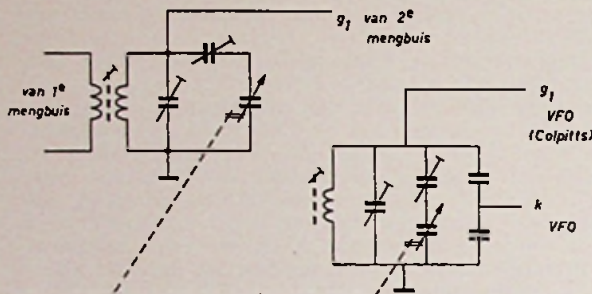 g1 van 2e
mengbuis
van 1e
mengbuis
g1
VFO
(Colpitts)
k
VFO